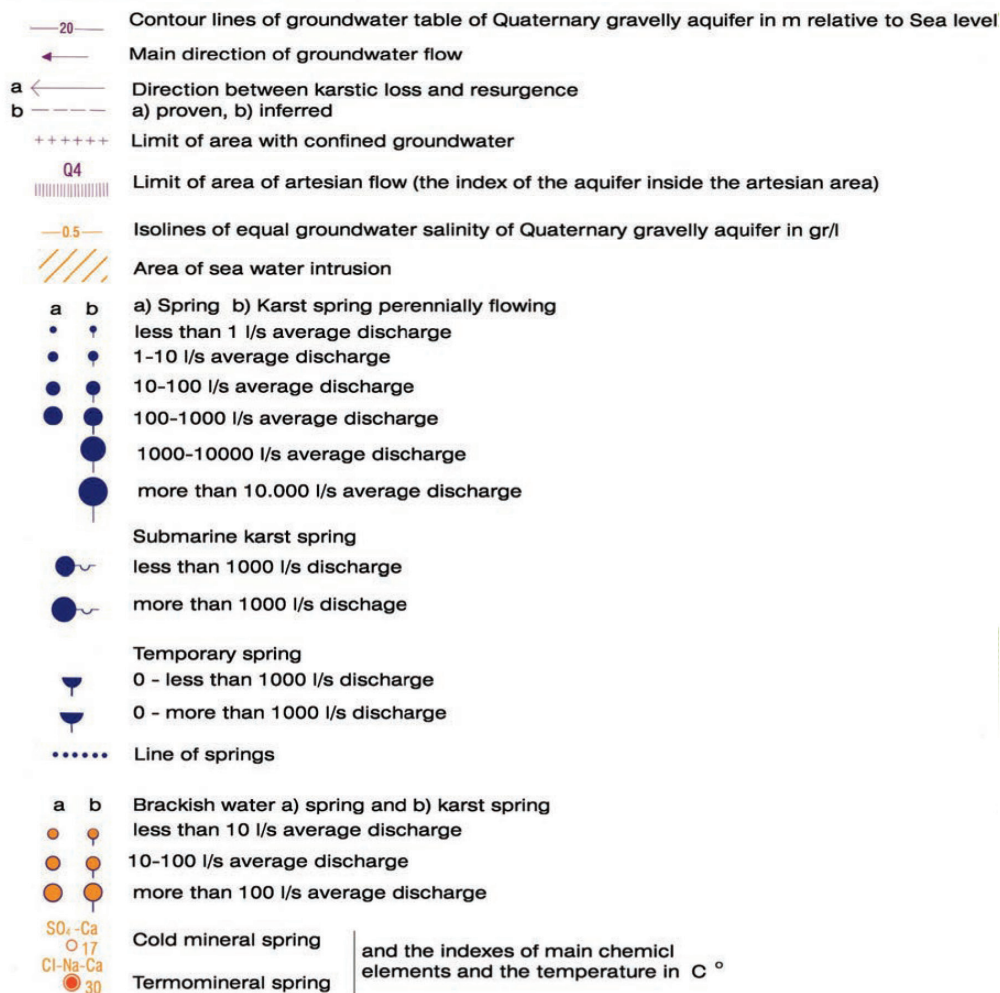 —20— Contour lines of groundwater table of Quaternary gravelly aquifer in m relative to Sea level
Main direction of groundwater flow
a Direction between karstic loss and resurgence
b a) proven, b) inferred
++++++ Limit of area with confined groundwater
Q4
Limit of area of artesian flow (the index of the aquifer inside the artesian area)
—0.5— Isolines of equal groundwater salinity of Quaternary gravelly aquifer in gr/l
Area of sea water intrusion
a b a) Spring b) Karst spring perennially flowing
less than 1 l/s average discharge
1-10 l/s average discharge
10-100 l/s average discharge
100-1000 l/s average discharge
1000-10000 l/s average discharge
more than 10.000 l/s average discharge
Submarine karst spring
less than 1000 l/s discharge
more than 1000 l/s dischage
Temporary spring
0 - less than 1000 l/s discharge
0 - more than 1000 l/s discharge
Line of springs
a b Brackish water a) spring and b) karst spring
less than 10 l/s average discharge
10-100 l/s average discharge
more than 100 l/s average discharge
SO₄-Ca
17 Cold mineral spring
Cl-Na-Ca
30 Termomineral spring
and the indexes of main chemicl
elements and the temperature in C °